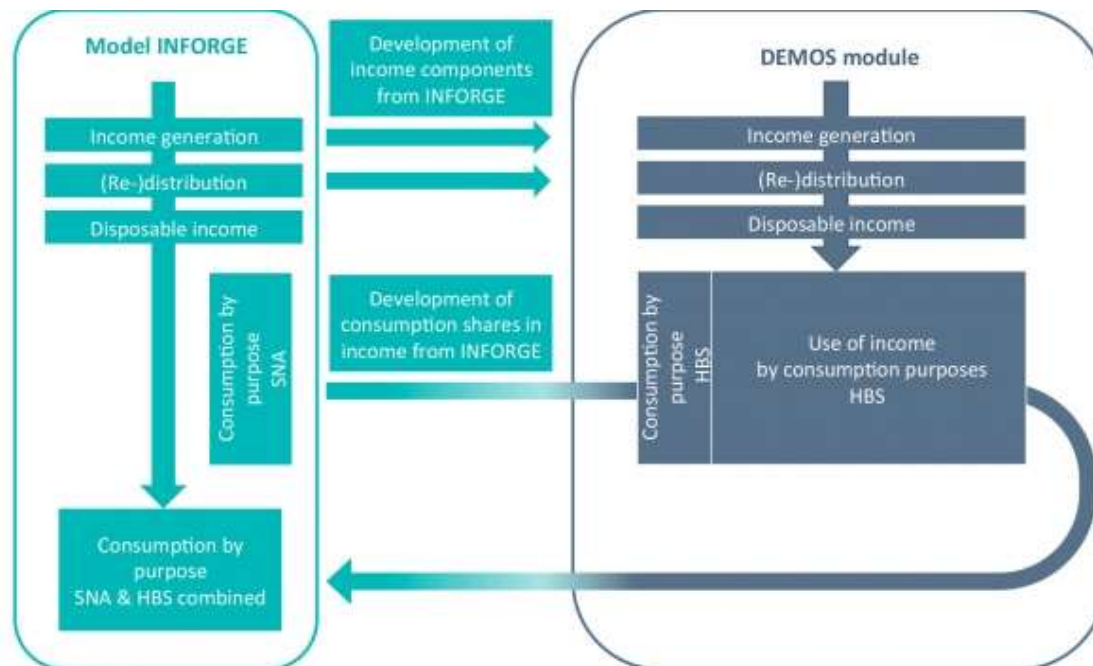 Model INFORGE
Income generation
(Re-)distribution
Disposable income
Consumption by
purpose
SNA
Consumption by
purpose
SNA & HBS combined
Development of
income components
from INFORGE
Development of
consumption shares in
income from INFORGE
DEMOS module
Income generation
(Re-)distribution
Disposable income
Consumption by
purpose
HBS
Use of income
by consumption purposes
HBS